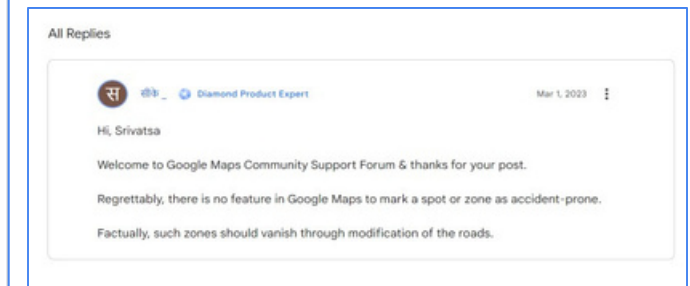 All Replies
स
सीके _ Diamond Product Expert Mar 1, 2023
Hi, Srivatsa
Welcome to Google Maps Community Support Forum & thanks for your post.
Regrettably, there is no feature in Google Maps to mark a spot or zone as accident-prone.
Factually, such zones should vanish through modification of the roads.